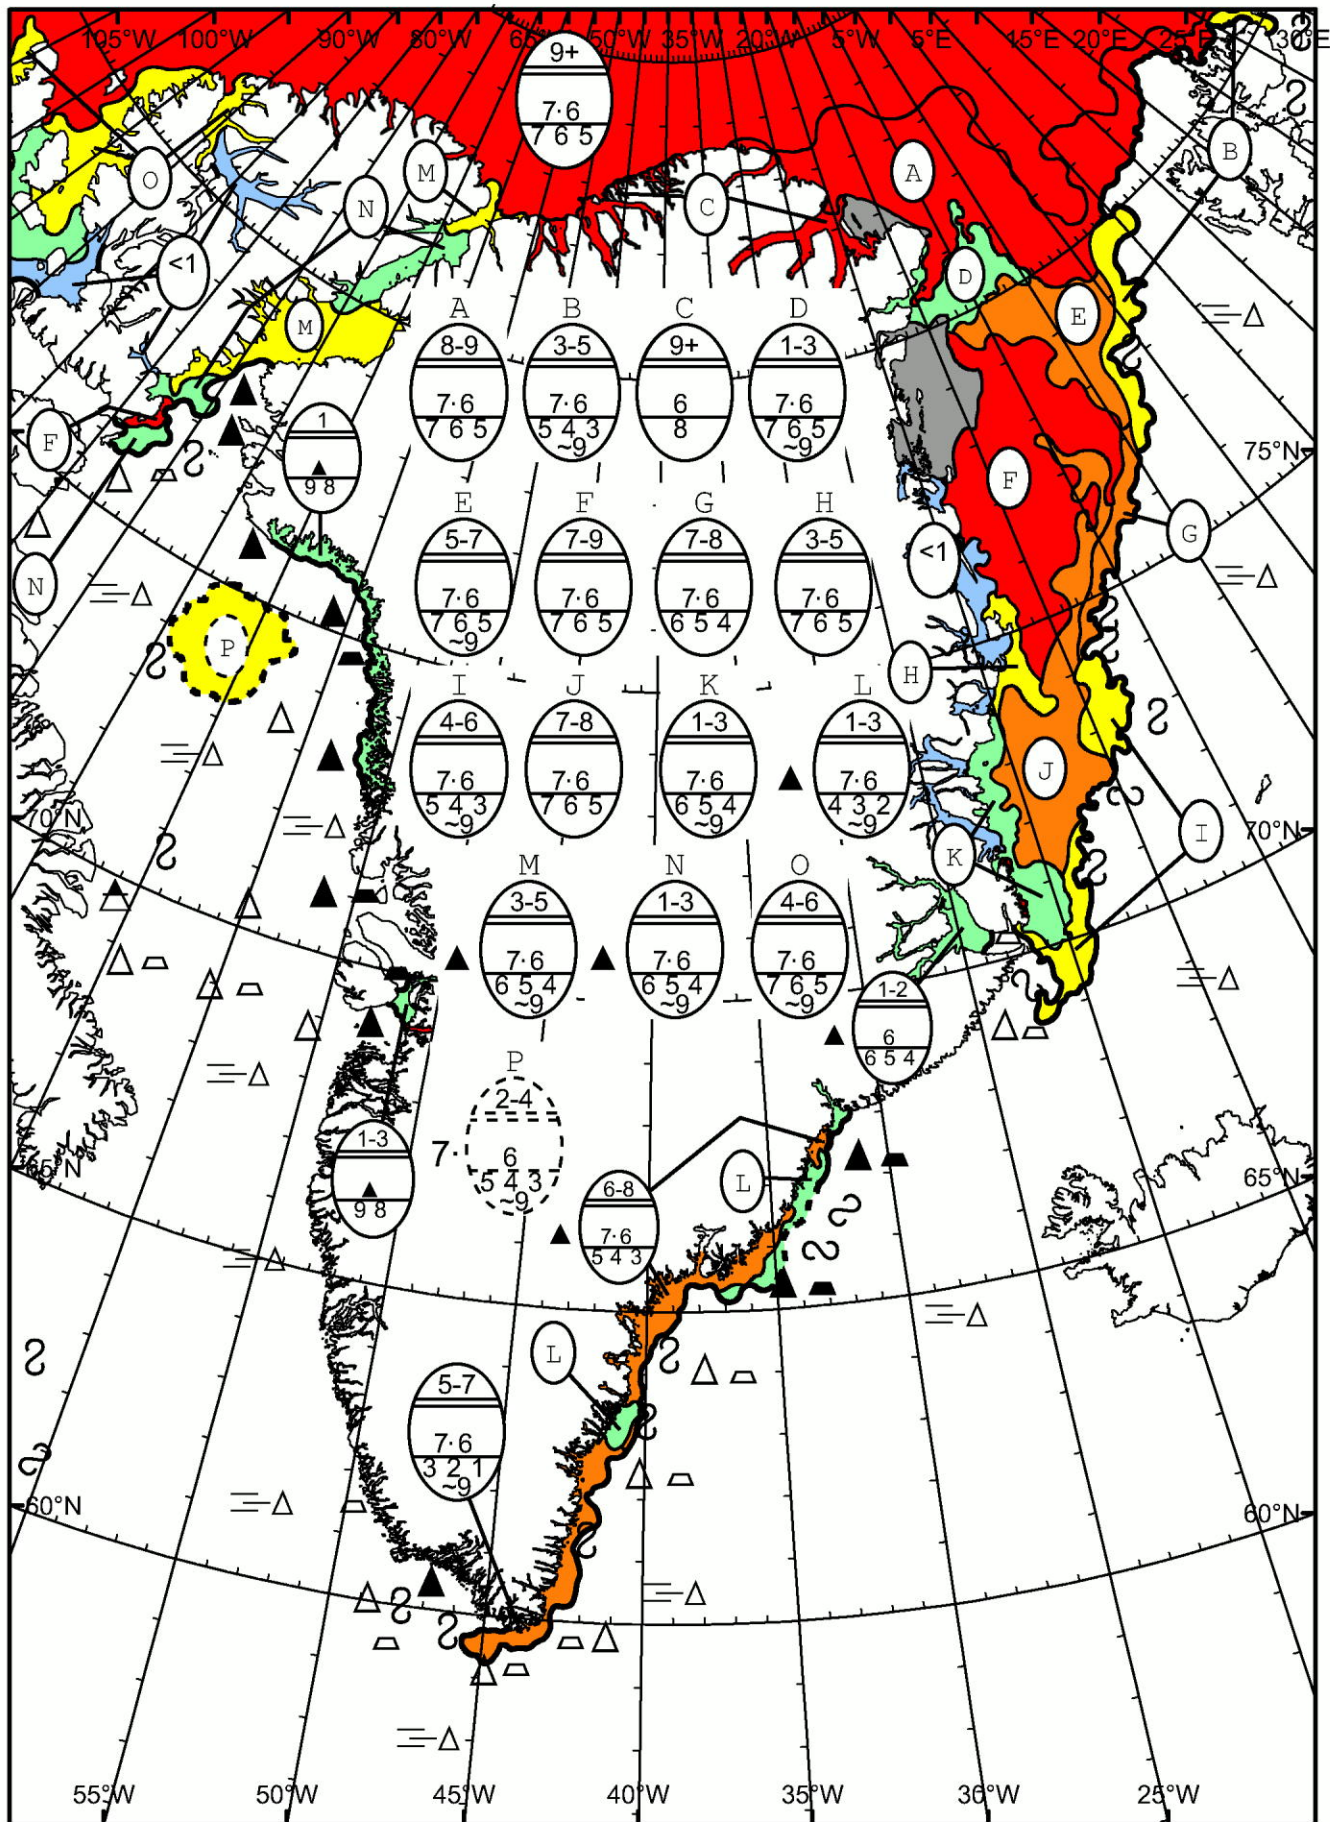 105°W 100°W 90°W 80°W 65°W 50°W 35°W 20°W 5°W 5°E 15°E 20°E 25°E 30°E
9+
7·6
7 6 5
B
A
M
O
N
C
<1
D
M
E
A B C D
8-9 3-5 9+ 1-3
7·6 7·6 6 7·6
7 6 5 5 4 3 8 7 6 5
~9 ~9
F
1
9 8
75°N
F
E F G H
G
5-7 7-9 7-8 3-5
<1
N
7·6 7·6 7·6 7·6
7 6 5 7 6 5 6 5 4 7 6 5
~9
P
H
I J K L
4-6 7-8 1-3 1-3
J
7·6 7·6 7·6 7·6
5 4 3 7 6 5 6 5 4 4 3 2
~9 ~9 ~9
70°N
70°N
I
K
M N O
3-5 1-3 4-6
7·6 7·6 7·6
6 5 4 6 5 4 7 6 5
~9 ~9 ~9
1-2
6
6 5 4
P
2-4
7· 6
5 4 3
~9
1-3
9 8
65°N
65°N
L
6-8
7·6
5 4 3
L
5-7
7·6
3 2 1
~9
60°N
60°N
55°W 50°W 45°W 40°W 35°W 30°W 25°W